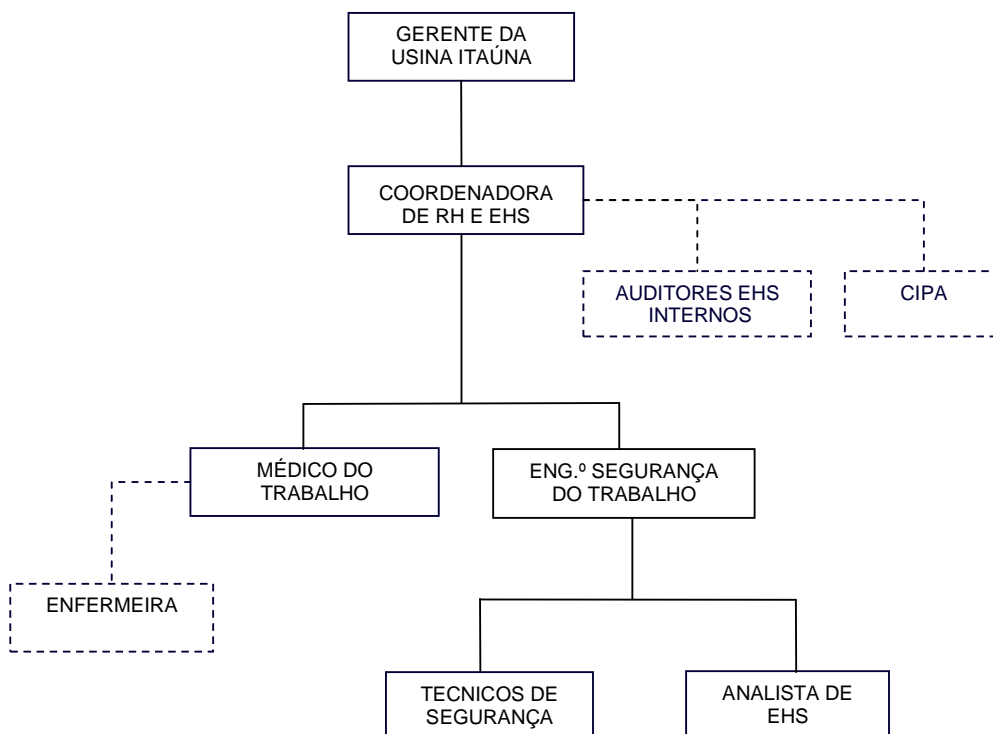 GERENTE DA
USINA ITAÚNA
COORDENADORA
DE RH E EHS
AUDITORES EHS
INTERNOS
CIPA
MÉDICO DO
TRABALHO
ENG.º SEGURANÇA
DO TRABALHO
ENFERMEIRA
TECNICOS DE
SEGURANÇA
ANALISTA DE
EHS